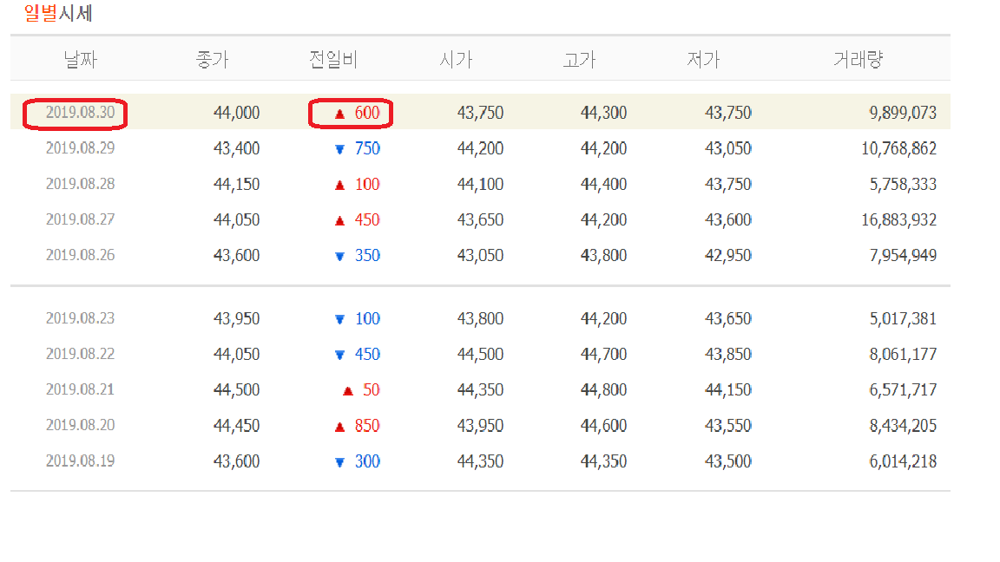 일별시세
날짜 종가 전일비 시가 고가 저가 거래량
2019.08.30 44,000 ▲ 600 43,750 44,300 43,750 9,899,073
2019.08.29 43,400 ▼ 750 44,200 44,200 43,050 10,768,862
2019.08.28 44,150 ▲ 100 44,100 44,400 43,750 5,758,333
2019.08.27 44,050 ▲ 450 43,650 44,200 43,600 16,883,932
2019.08.26 43,600 ▼ 350 43,050 43,800 42,950 7,954,949
2019.08.23 43,950 ▼ 100 43,800 44,200 43,650 5,017,381
2019.08.22 44,050 ▼ 450 44,500 44,700 43,850 8,061,177
2019.08.21 44,500 ▲ 50 44,350 44,800 44,150 6,571,717
2019.08.20 44,450 ▲ 850 43,950 44,600 43,550 8,434,205
2019.08.19 43,600 ▼ 300 44,350 44,350 43,500 6,014,218